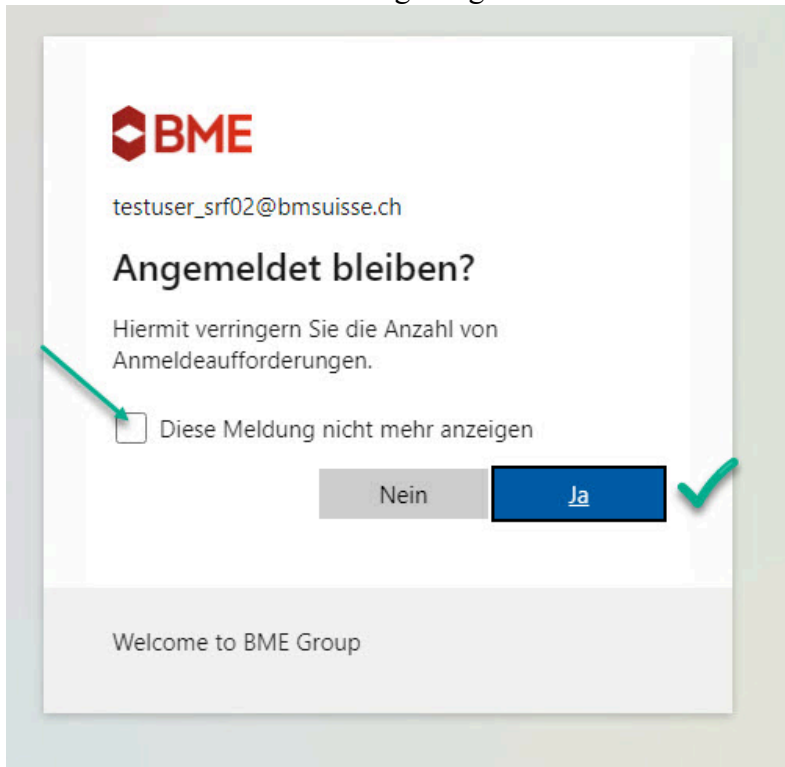 BME
testuser_srf02@bmsuisse.ch
Angemeldet bleiben?
Hiermit verringern Sie die Anzahl von
Anmeldeaufforderungen.
Diese Meldung nicht mehr anzeigen
Nein
Ja
Welcome to BME Group